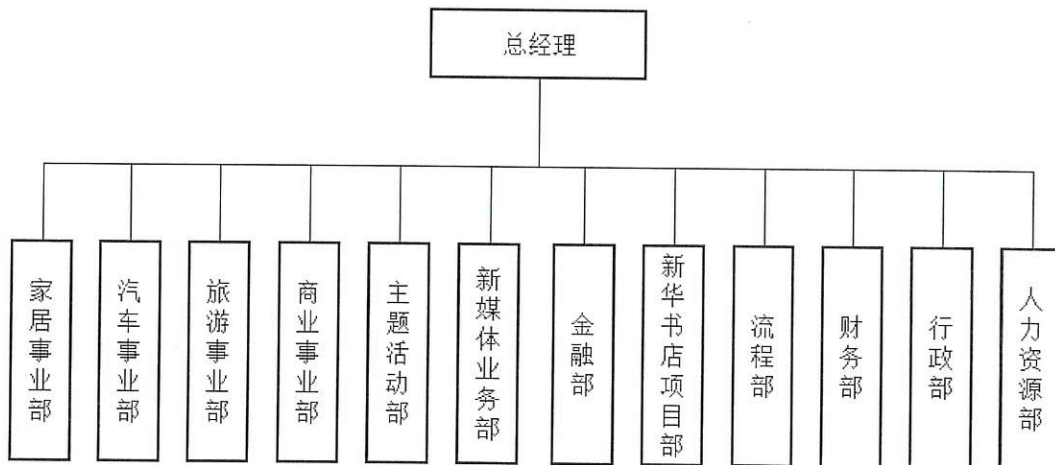 总经理
家居事业部
汽车事业部
旅游事业部
商业事业部
主题活动部
新媒体业务部
金融部
新华书店项目部
流程部
财务部
行政部
人力资源部